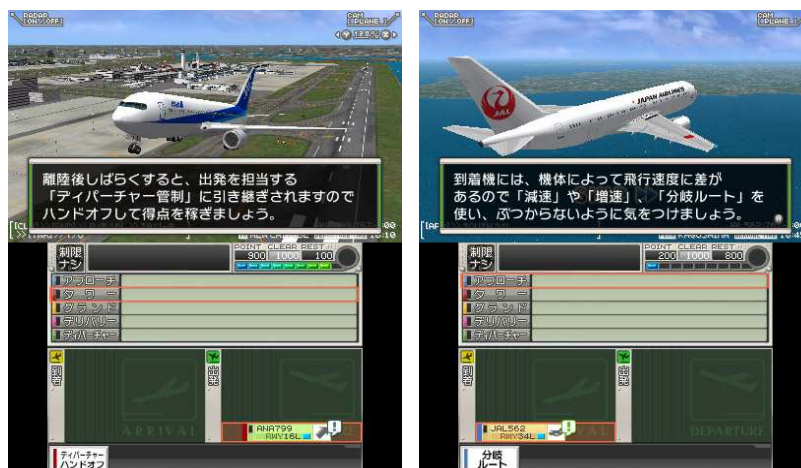 RADAR
[ON/OFF]
CAM
[PLANE]
ANA
離陸後しばらくすると、出発を担当する
「ディパーチャー管制」に引き継ぎされますので
ハンドオフして得点を稼ぎましょう。
制限
ナシ
POINT CLEAR REST
900 1000 100
アプローチ
タワー
グランド
デリバリー
ディパーチャー
到着
出発
ARRIVAL
ANA799
RWY16L
ディパーチャー
ハンドオフ
RADAR
[ON/OFF]
CAM
[PLANE]
JAPAN AIRLINES
JAL
到着機には、機体によって飛行速度に差が
あるので「減速」や「増速」、「分岐ルート」を
使い、ぶつからないように気をつけましょう。
制限
ナシ
POINT CLEAR REST
200 1000 800
アプローチ
タワー
グランド
デリバリー
ディパーチャー
到着
出発
JAL562
RWY34L
DEPARTURE
分岐
ルート